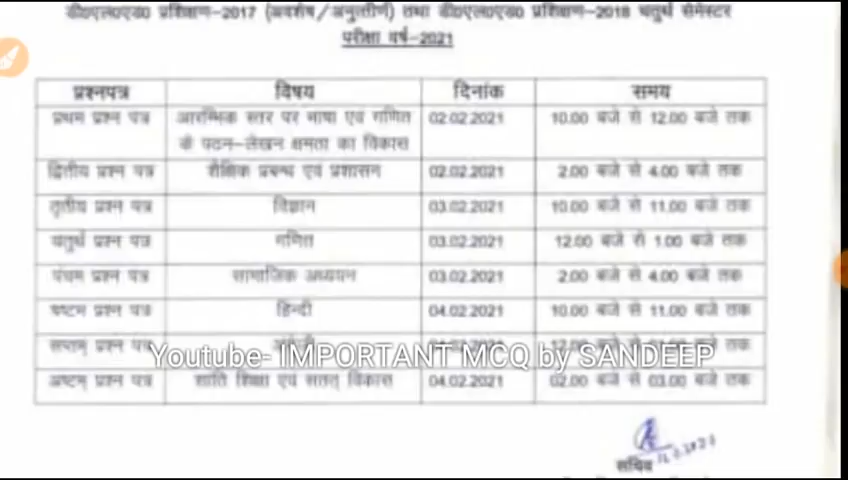 डी०एल०एड० प्रशिक्षण-2017 (अवशेष/अनुत्तीर्ण) तथा डी०एल०एड० प्रशिक्षण-2018 चतुर्थ सेमेस्टर
परीक्षा वर्ष-2021
प्रश्नपत्र विषय दिनांक समय
प्रथम प्रश्न पत्र आरम्भिक स्तर पर भाषा एवं गणित के पठन-लेखन क्षमता का विकास 02.02.2021 10.00 बजे से 12.00 बजे तक
द्वितीय प्रश्न पत्र शैक्षिक प्रबन्ध एवं प्रशासन 02.02.2021 2.00 बजे से 4.00 बजे तक
तृतीय प्रश्न पत्र विज्ञान 03.02.2021 10.00 बजे से 11.00 बजे तक
चतुर्थ प्रश्न पत्र गणित 03.02.2021 12.00 बजे से 1.00 बजे तक
पंचम प्रश्न पत्र सामाजिक अध्ययन 03.02.2021 2.00 बजे से 4.00 बजे तक
षष्टम प्रश्न पत्र हिन्दी 04.02.2021 10.00 बजे से 11.00 बजे तक
सप्तम् प्रश्न पत्र बजे तक
Youtube- IMPORTANT MCQ by SANDEEP
अष्टम् प्रश्न पत्र शांति शिक्षा एवं सतत् विकास 04.02.2021 02.00 बजे से 03.00 बजे तक
सचिव